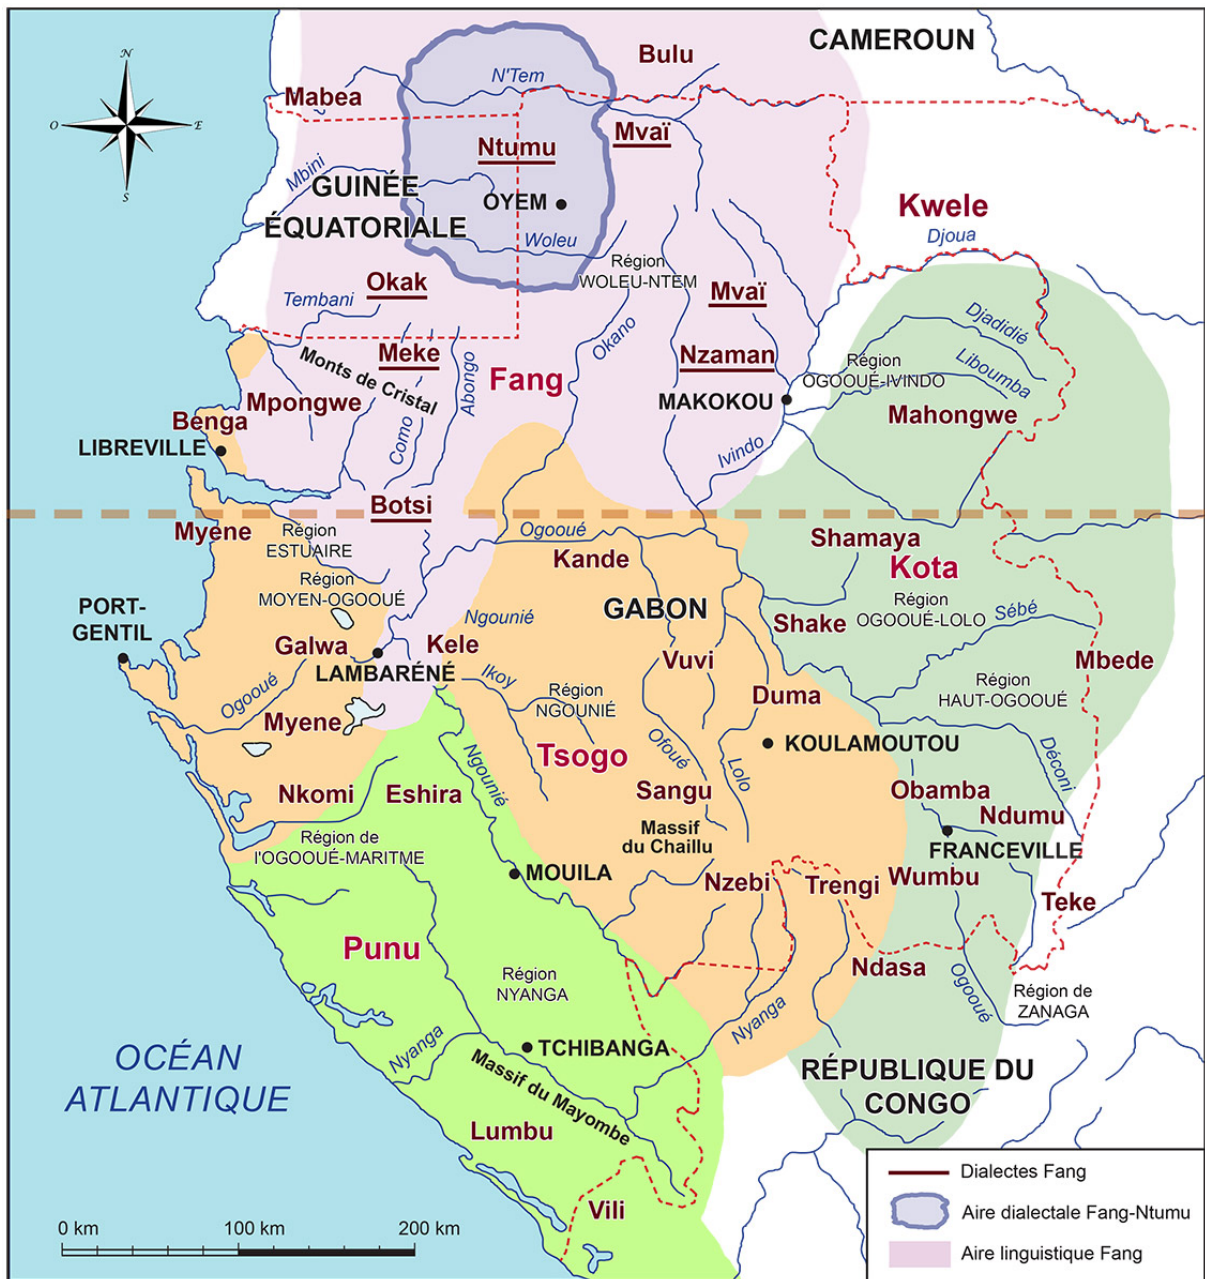 CAMEROUN
N
O
E
S
Bulu
N'Tem
Mabea
Mvaï
Ntumu
Mbini
GUINÉE
ÉQUATORIALE
OYEM
Woleu
Kwele
Djoua
Région
WOLEU-NTEM
Okak
Mvaï
Tembani
Djadidié
Okano
Meke
Nzaman
Monts de Cristal
Abongo
Fang
Région
OGOOUÉ-IVINDO
Liboumba
Mpongwe
MAKOKOU
Mahongwe
Benga
LIBREVILLE
Como
Ivindo
Botsi
Myene
Région
ESTUAIRE
Ogooué
Kande
Shamaya
Kota
Région
MOYEN-OGOOUÉ
PORT-
GENTIL
GABON
Région
OGOOUÉ-LOLO
Sébé
Ngounié
Shake
Galwa
Kele
LAMBARÉNÉ
Vuvi
Mbede
Ikoy
Ogooué
Région
NGOUNIÉ
Duma
Région
HAUT-OGOOUÉ
Myene
Tsogo
Ofoué
KOULAMOUTOU
Ngounié
Lolo
Déconi
Nkomi
Eshira
Sangu
Obamba
Ndumu
Région de
l'OGOOUÉ-MARITME
Massif
du Chaillu
FRANCEVILLE
MOUILA
Nzebi
Trengi
Wumbu
Teke
Punu
Ndasa
Région
NYANGA
Ogooué
Région de
ZANAGA
Nyanga
Nyanga
TCHIBANGA
OCÉAN
ATLANTIQUE
Massif du Mayombe
RÉPUBLIQUE DU
CONGO
Lumbu
Vili
0 km
100 km
200 km
Dialectes Fang
Aire dialectale Fang-Ntumu
Aire linguistique Fang